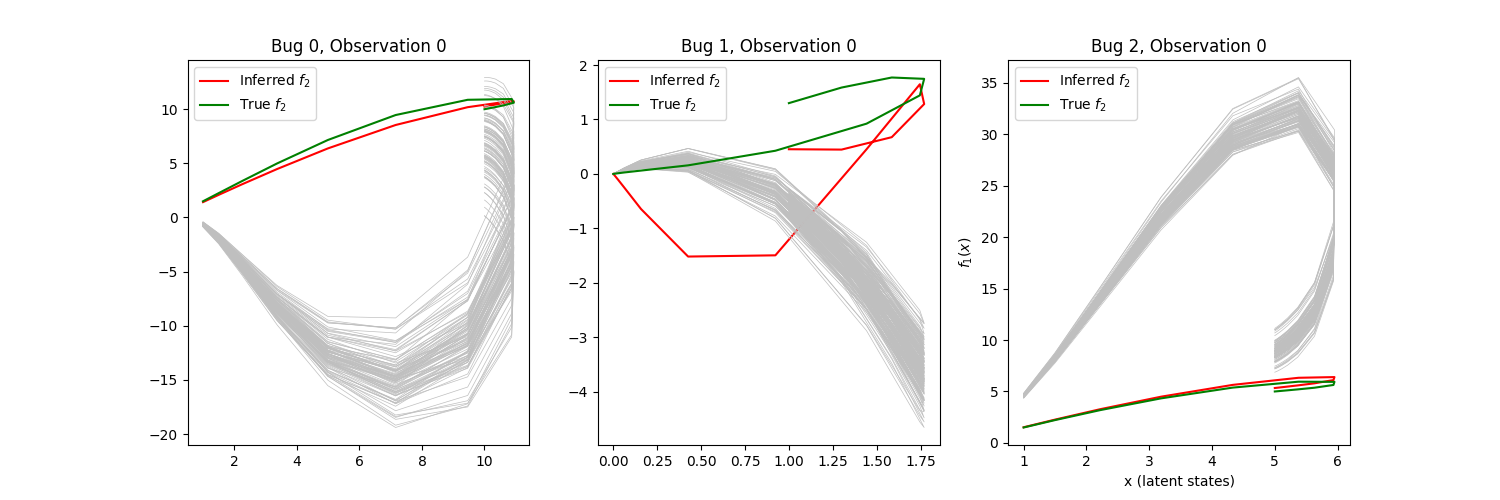 Bug 0, Observation 0
Inferred f₂
True f₂
10
5
0
−5
−10
−15
−20
2 4 6 8 10
Bug 1, Observation 0
Inferred f₂
True f₂
2
1
0
−1
−2
−3
−4
0.00 0.25 0.50 0.75 1.00 1.25 1.50 1.75
Bug 2, Observation 0
Inferred f₂
True f₂
f₁(x)
35
30
25
20
15
10
5
0
1 2 3 4 5 6
x (latent states)